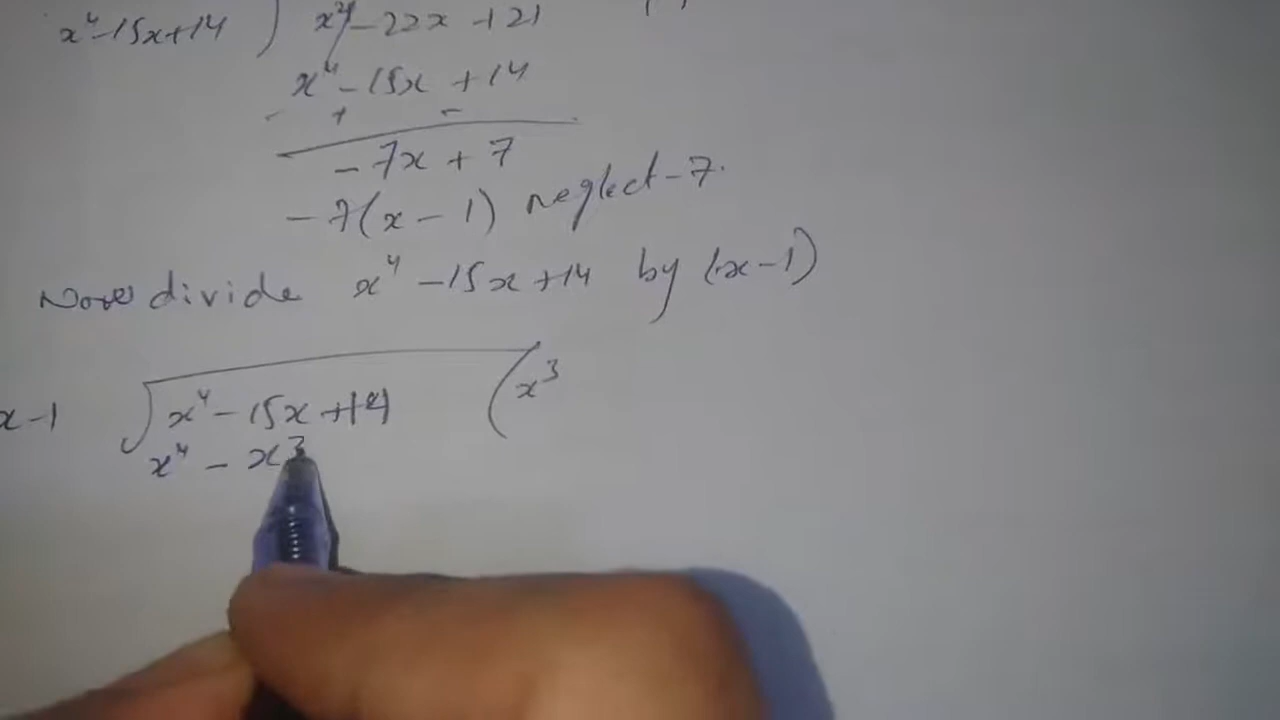 x⁴-15x+14 ) x⁴-22x+21
x⁴-15x+14
- + -
-7x+7
-7(x-1) neglect-7.
Now divide x⁴-15x+14 by (x-1)
x-1 x⁴-15x+14 (x³
x⁴-x³